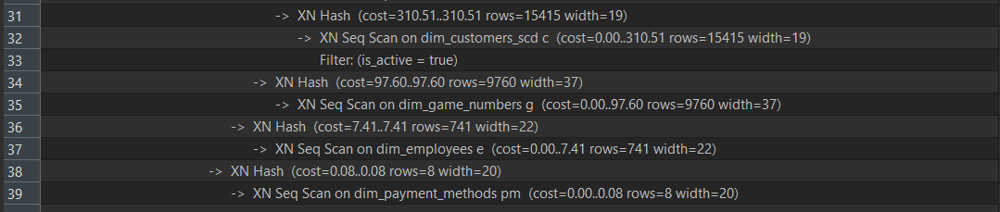 31 -> XN Hash (cost=310.51..310.51 rows=15415 width=19)
32 -> XN Seq Scan on dim_customers_scd c (cost=0.00..310.51 rows=15415 width=19)
33 Filter: (is_active = true)
34 -> XN Hash (cost=97.60..97.60 rows=9760 width=37)
35 -> XN Seq Scan on dim_game_numbers g (cost=0.00..97.60 rows=9760 width=37)
36 -> XN Hash (cost=7.41..7.41 rows=741 width=22)
37 -> XN Seq Scan on dim_employees e (cost=0.00..7.41 rows=741 width=22)
38 -> XN Hash (cost=0.08..0.08 rows=8 width=20)
39 -> XN Seq Scan on dim_payment_methods pm (cost=0.00..0.08 rows=8 width=20)